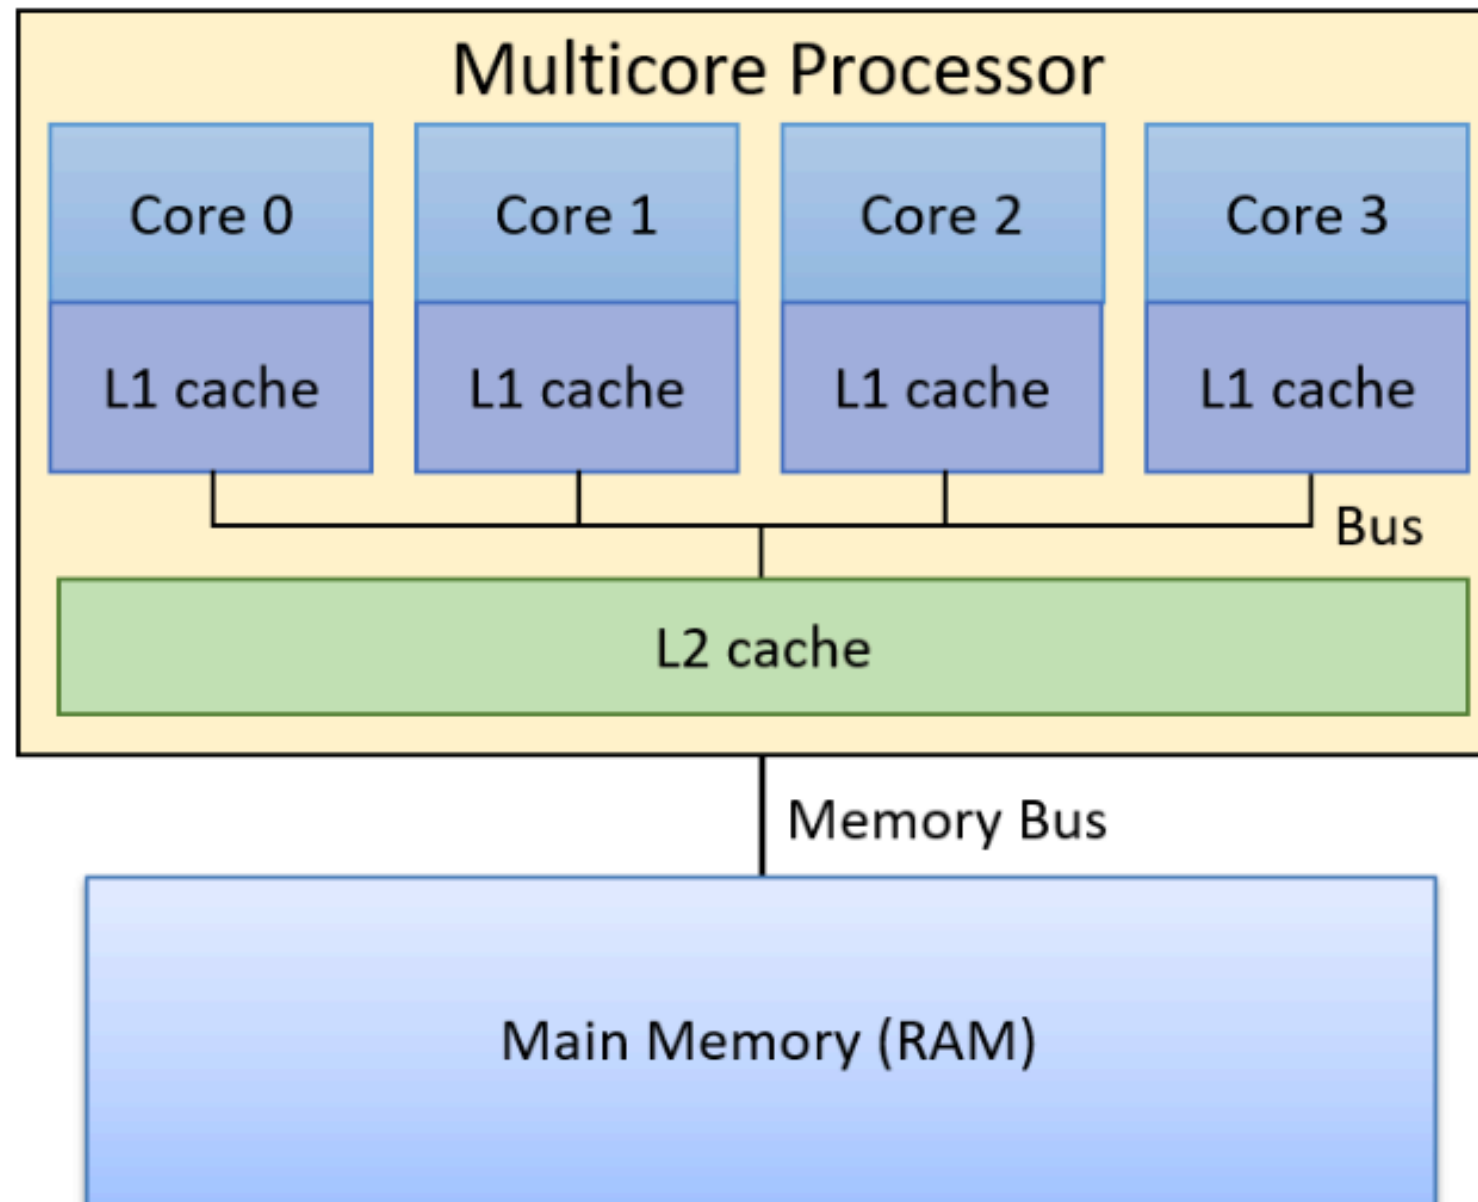 Multicore Processor
Core 0
Core 1
Core 2
Core 3
L1 cache
L1 cache
L1 cache
L1 cache
Bus
L2 cache
Memory Bus
Main Memory (RAM)